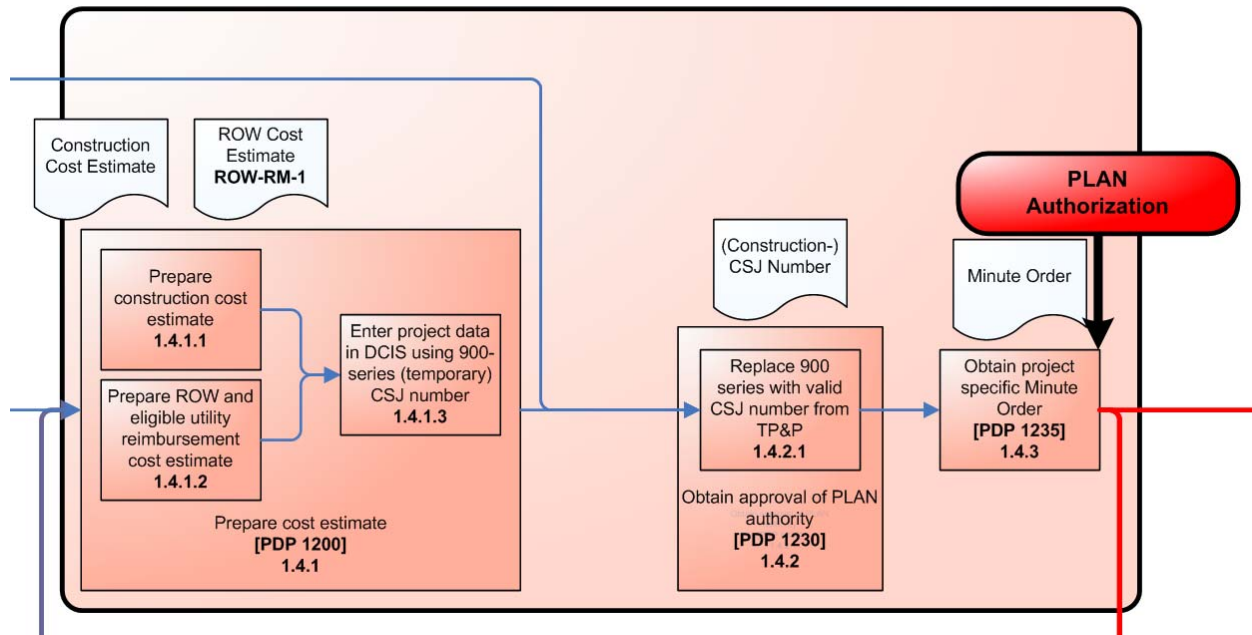 Construction
Cost Estimate
ROW Cost
Estimate
ROW-RM-1
PLAN
Authorization
(Construction-)
CSJ Number
Minute Order
Prepare
construction cost
estimate
1.4.1.1
Prepare ROW and
eligible utility
reimbursement
cost estimate
1.4.1.2
Enter project data
in DCIS using 900-
series (temporary)
CSJ number
1.4.1.3
Prepare cost estimate
[PDP 1200]
1.4.1
Replace 900
series with valid
CSJ number from
TP&P
1.4.2.1
Obtain approval of PLAN
authority
[PDP 1230]
1.4.2
Obtain project
specific Minute
Order
[PDP 1235]
1.4.3